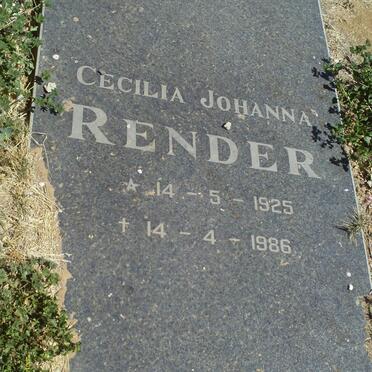 CECILIA JOHANNA
RENDER
★ 14 - 5 - 1925
✝ 14 - 4 - 1986